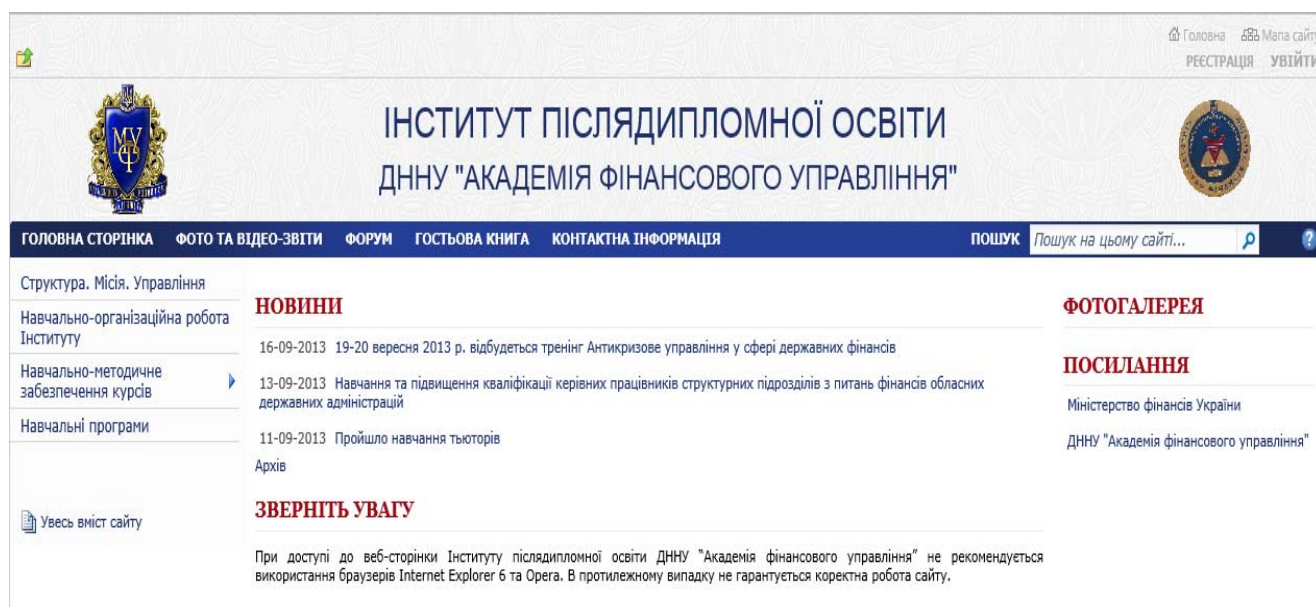 Головна Мапа сайту
РЕЄСТРАЦІЯ УВІЙТИ
ІНСТИТУТ ПІСЛЯДИПЛОМНОЇ ОСВІТИ
ДННУ "АКАДЕМІЯ ФІНАНСОВОГО УПРАВЛІННЯ"
ГОЛОВНА СТОРІНКА ФОТО ТА ВІДЕО-ЗВІТИ ФОРУМ ГОСТЬОВА КНИГА КОНТАКТНА ІНФОРМАЦІЯ ПОШУК Пошук на цьому сайті...
Структура. Місія. Управління
Навчально-організаційна робота
Інституту
Навчально-методичне
забезпечення курсів
Навчальні програми
Увесь вміст сайту
НОВИНИ
16-09-2013 19-20 вересня 2013 р. відбудеться тренінг Антикризове управління у сфері державних фінансів
13-09-2013 Навчання та підвищення кваліфікації керівних працівників структурних підрозділів з питань фінансів обласних
державних адміністрацій
11-09-2013 Пройшло навчання тьюторів
Архів
ЗВЕРНІТЬ УВАГУ
При доступі до веб-сторінки Інституту післядипломної освіти ДННУ "Академія фінансового управління" не рекомендується
використання браузерів Internet Explorer 6 та Opera. В протилежному випадку не гарантується коректна робота сайту.
ФОТОГАЛЕРЕЯ
ПОСИЛАННЯ
Міністерство фінансів України
ДННУ "Академія фінансового управління"